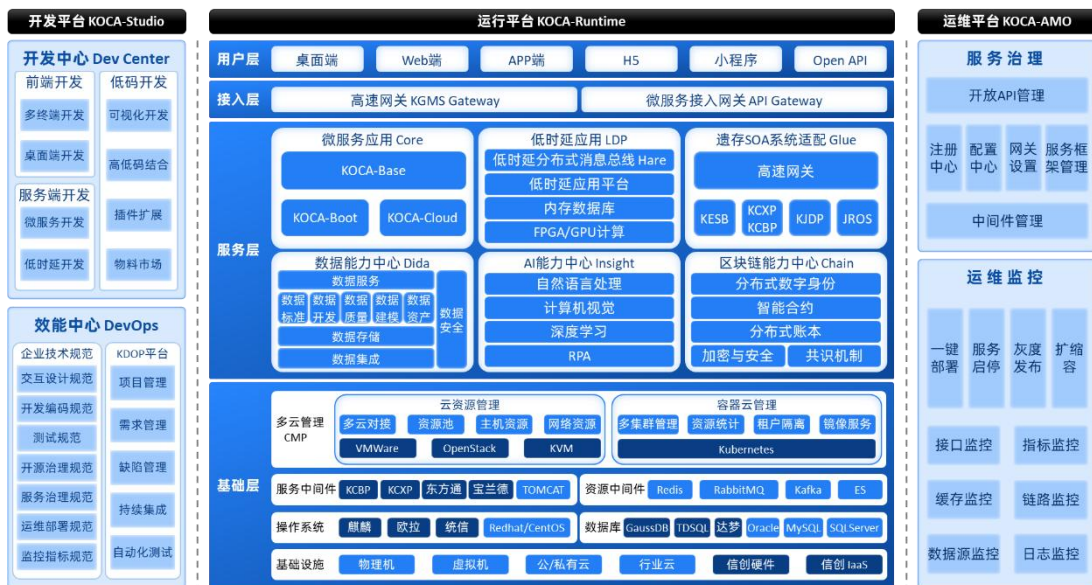 开发平台 KOCA-Studio
开发中心 Dev Center
前端开发
多终端开发
桌面端开发
服务端开发
微服务开发
低时延开发
低码开发
可视化开发
高低码结合
插件扩展
物料市场
效能中心 DevOps
企业技术规范
交互设计规范
开发编码规范
测试规范
开源治理规范
服务治理规范
运维部署规范
监控指标规范
KDOP平台
项目管理
需求管理
缺陷管理
持续集成
自动化测试
运行平台 KOCA-Runtime
用户层
桌面端
Web端
APP端
H5
小程序
Open API
接入层
高速网关 KGMS Gateway
微服务接入网关 API Gateway
服务层
微服务应用 Core
KOCA-Base
KOCA-Boot
KOCA-Cloud
低时延应用 LDP
低时延分布式消息总线 Hare
低时延应用平台
内存数据库
FPGA/GPU计算
遗存SOA系统适配 Glue
高速网关
KESB
KCXP
KCBP
KJDP
JROS
数据能力中心 Dida
数据服务
数据
标准
数据
开发
数据
质量
数据
建模
数据
资产
数据存储
数据集成
数据
安全
AI能力中心 Insight
自然语言处理
计算机视觉
深度学习
RPA
区块链能力中心 Chain
分布式数字身份
智能合约
分布式账本
加密与安全
共识机制
基础层
多云管理
CMP
云资源管理
多云对接
资源池
主机资源
网络资源
VMWare
OpenStack
KVM
容器云管理
多集群管理
资源统计
租户隔离
镜像服务
Kubernetes
服务中间件
KCBP
KCXP
东方通
宝兰德
TOMCAT
资源中间件
Redis
RabbitMQ
Kafka
ES
操作系统
麒麟
欧拉
统信
Redhat/CentOS
数据库
GaussDB
TDSQL
达梦
Oracle
MySQL
SQLServer
基础设施
物理机
虚拟机
公/私有云
行业云
信创硬件
信创 IaaS
运维平台 KOCA-AMO
服务治理
开放API管理
注册
中心
配置
中心
网关
设置
服务框
架管理
中间件管理
运维监控
一键
部署
服务
启停
灰度
发布
扩缩
容
接口监控
指标监控
缓存监控
链路监控
数据源监控
日志监控